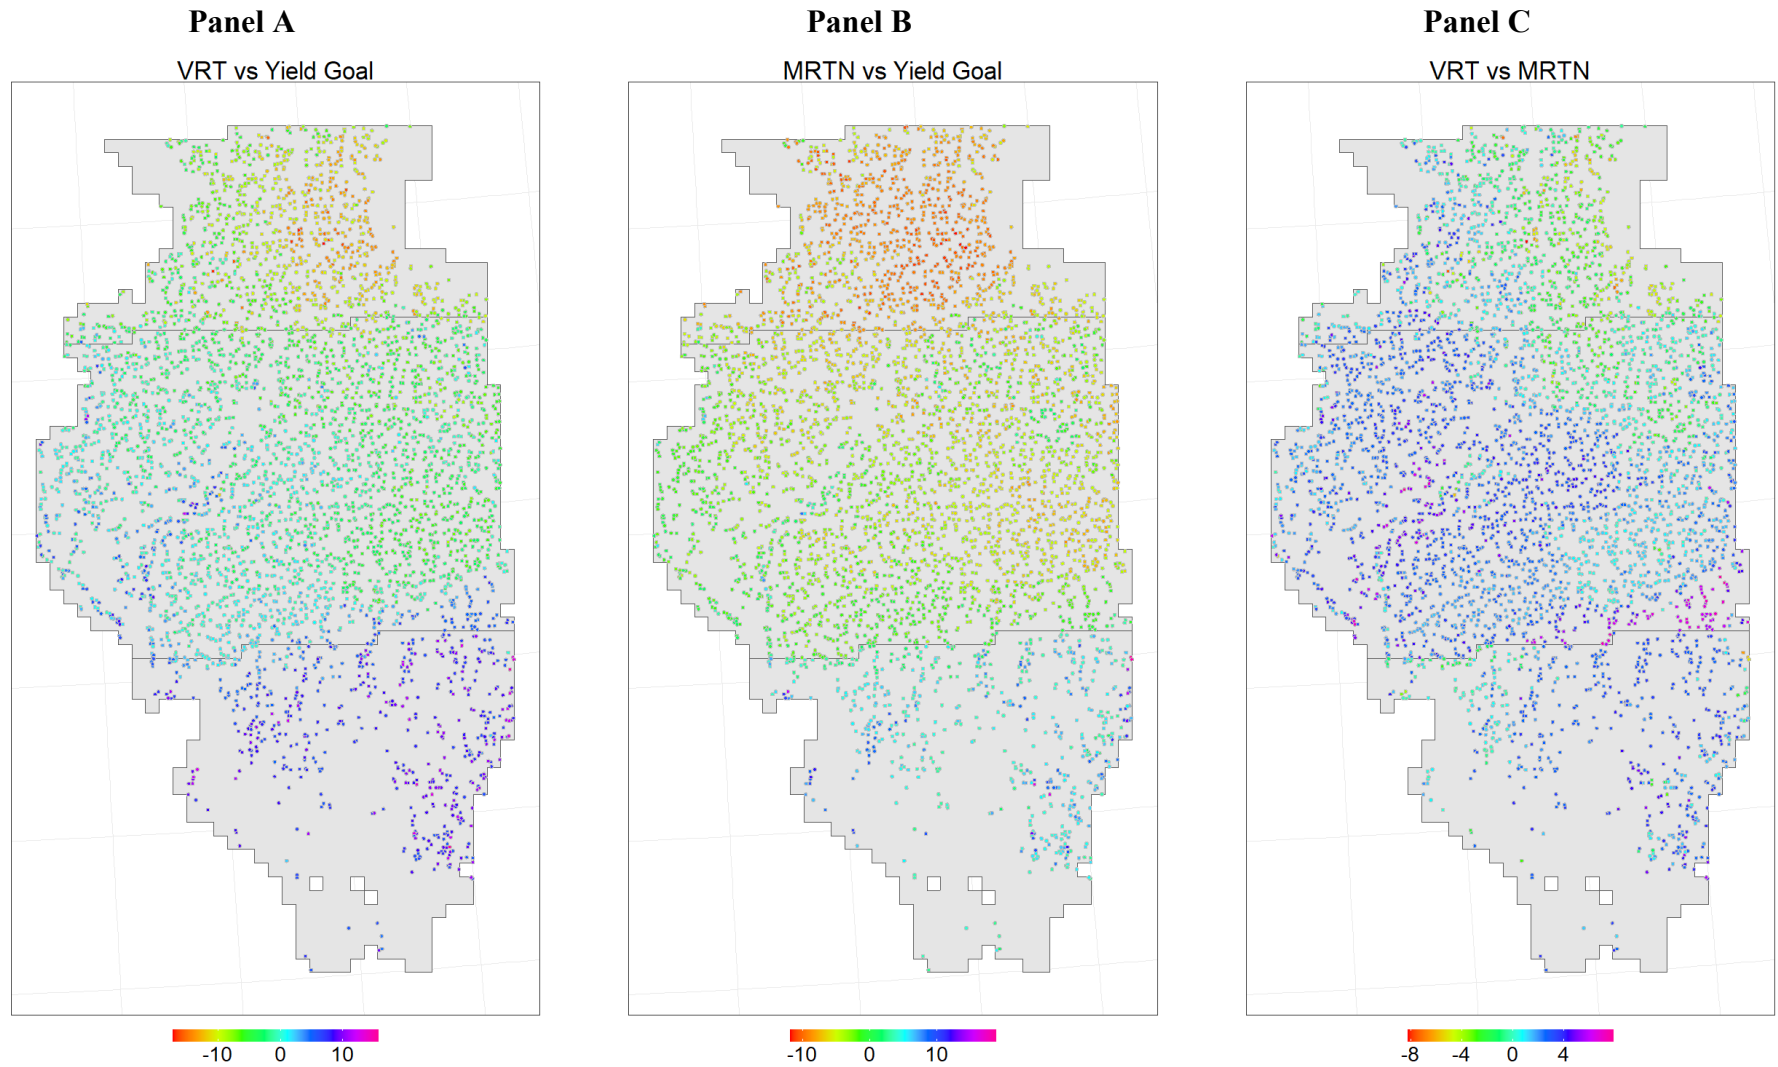 Panel A
Panel B
Panel C
VRT vs Yield Goal
MRTN vs Yield Goal
VRT vs MRTN
-10 0 10
-10 0 10
-8 -4 0 4